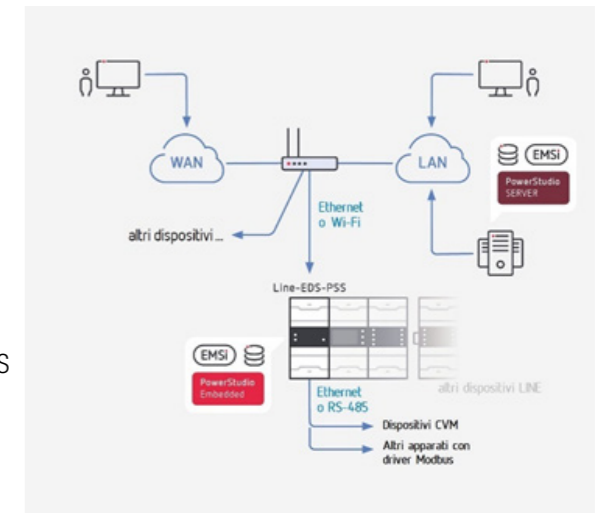 WAN
LAN
EMSi
PowerStudio
SERVER
Ethernet
o Wi-Fi
altri dispositivi ...
Line-EDS-PSS
S
EMSi
PowerStudio
Embedded
altri dispositivi LINE
Ethernet
o RS-485
Dispositivi CVM
Altri apparati con
driver Modbus